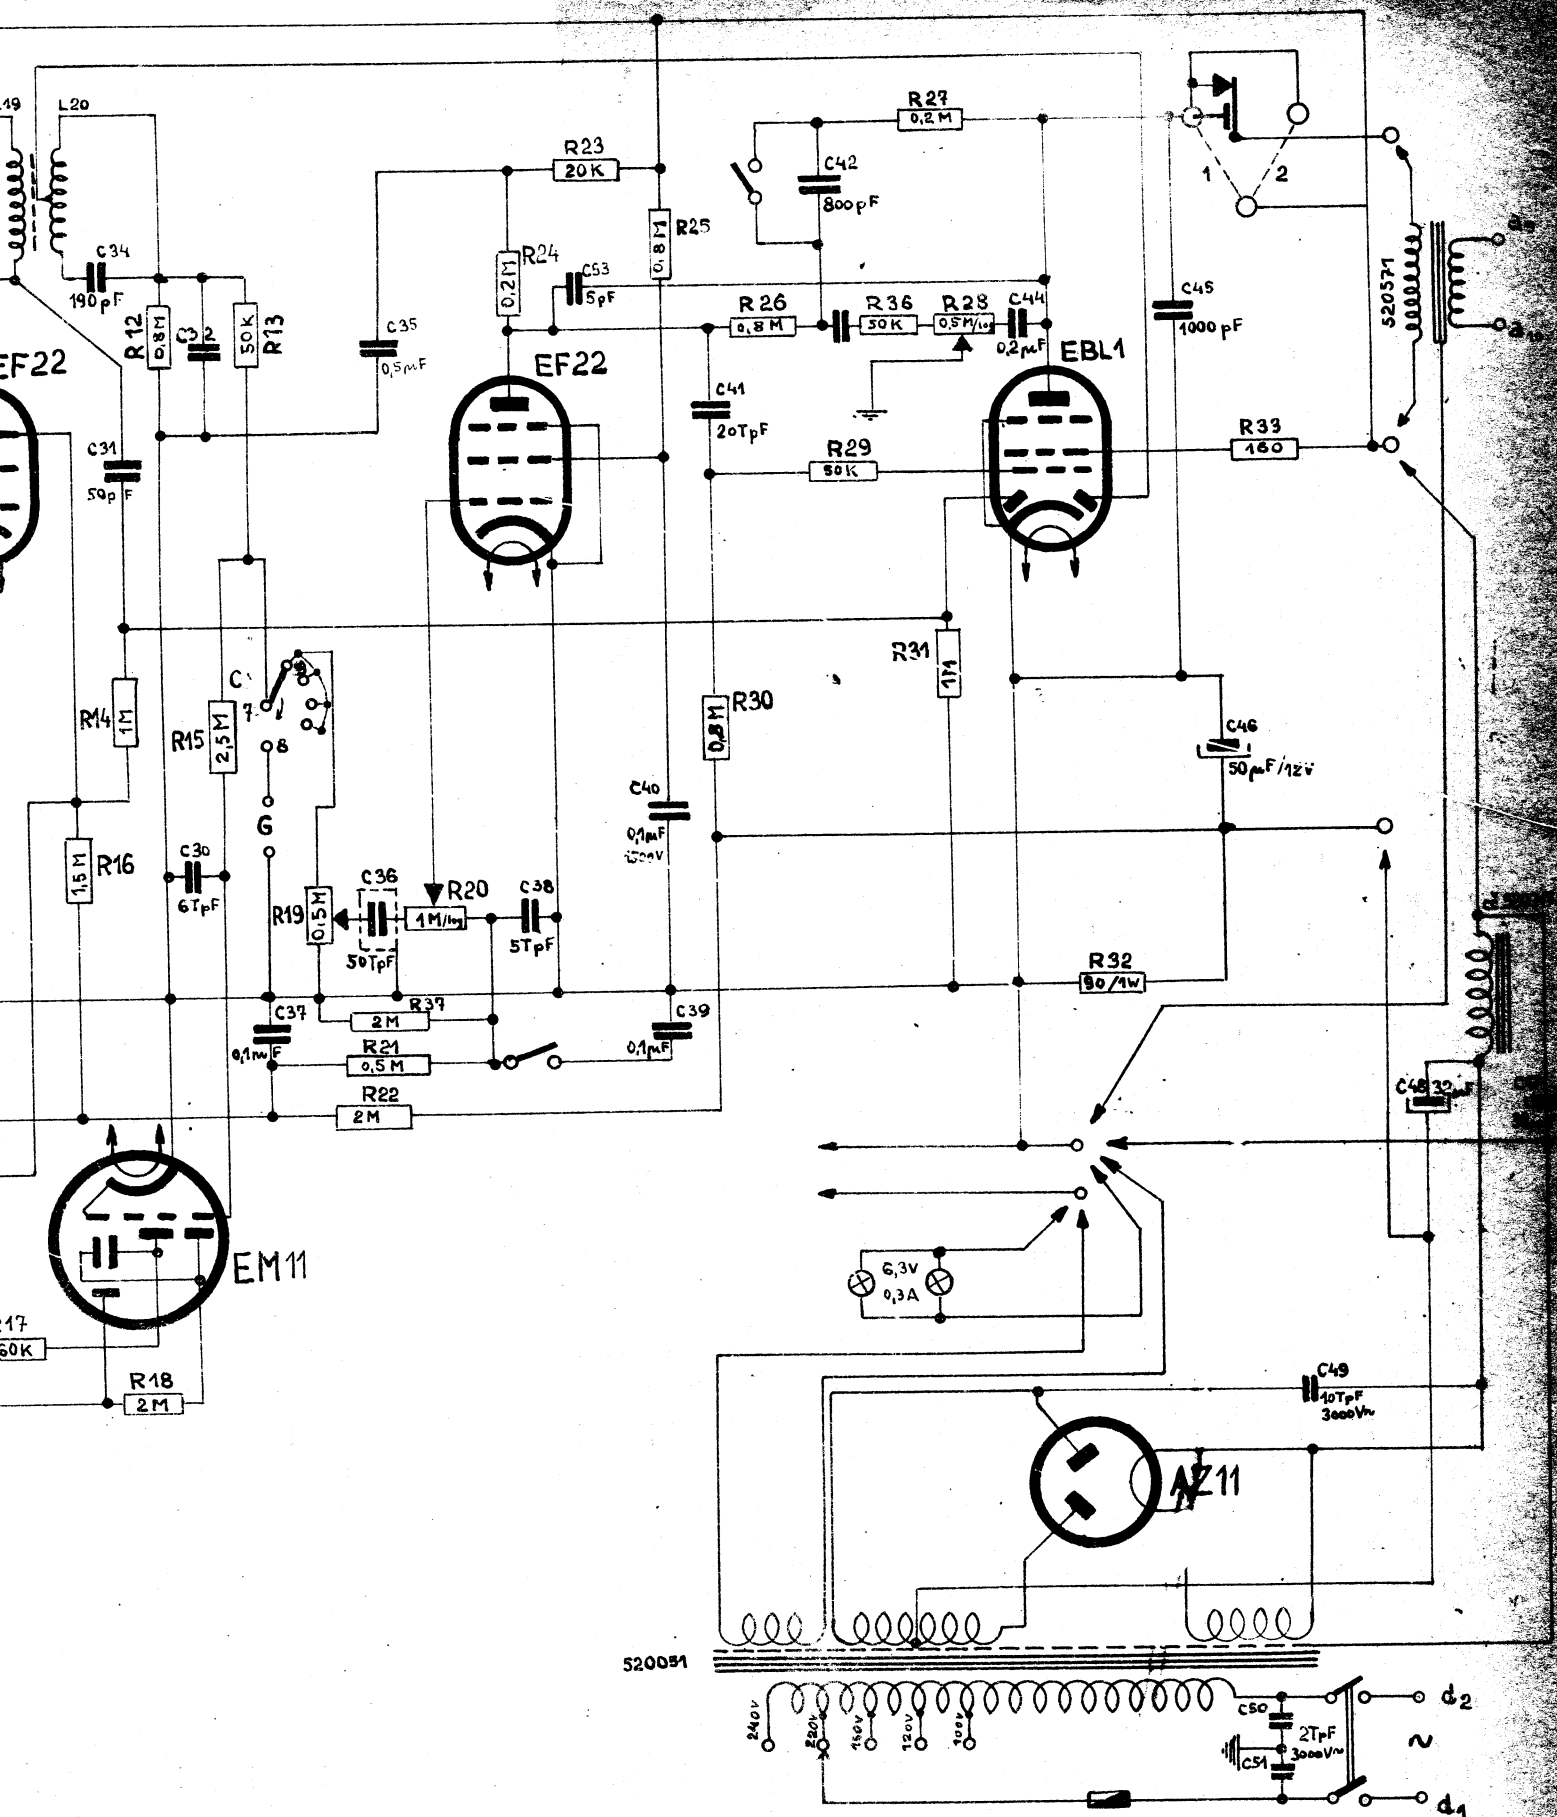 L20
R27
0,2M
R23
20K
C42
800pF
1
2
R25
0,8M
C34
190pF
R24
0,2M
C53
5pF
520571
C45
1000pF
R12
0,8M
50K
R13
C35
0,5µF
R26
0,8M
R36
50K
R28
0,5M/log
C44
0,2µF
EF22
EF22
EBL1
C41
20TpF
C31
50pF
R29
50K
R33
160
R31
1M
C
7
8
R14
1M
R15
2,5M
R30
0,8M
C46
50µF/12V
C40
0,1µF
G
R16
1,5M
C30
6TpF
R19
0,5M
C36
50TpF
R20
1M/log
C38
5TpF
R32
90/1W
C37
0,1µF
R37
2M
R21
0,5M
R22
2M
C39
0,1µF
C48 32µF
EM11
6,3V
0,3A
60K
R18
2M
C49
10TpF
3000V~
AZ11
520051
240V
220V
150V
120V
100V
C50
C51
2TpF
3000V~
d2
~
d1